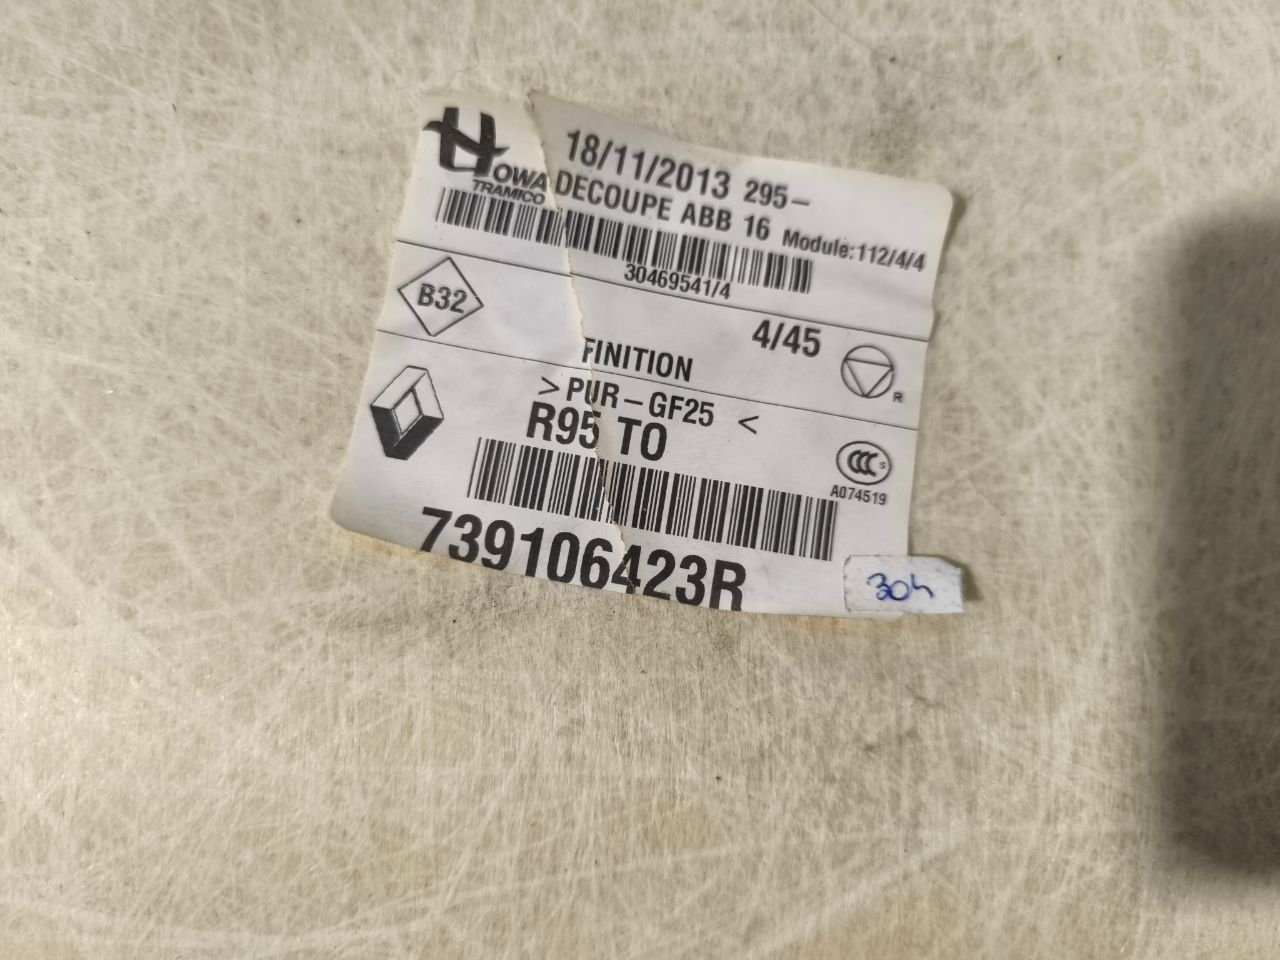 HOWA
TRAMICO
18/11/2013 295-
DECOUPE ABB 16 Module:112/4/4
30469541/4
B32
4/45
FINITION
R
>PUR-GF25 <
R95 TO
CCC S
A074519
739106423R
304